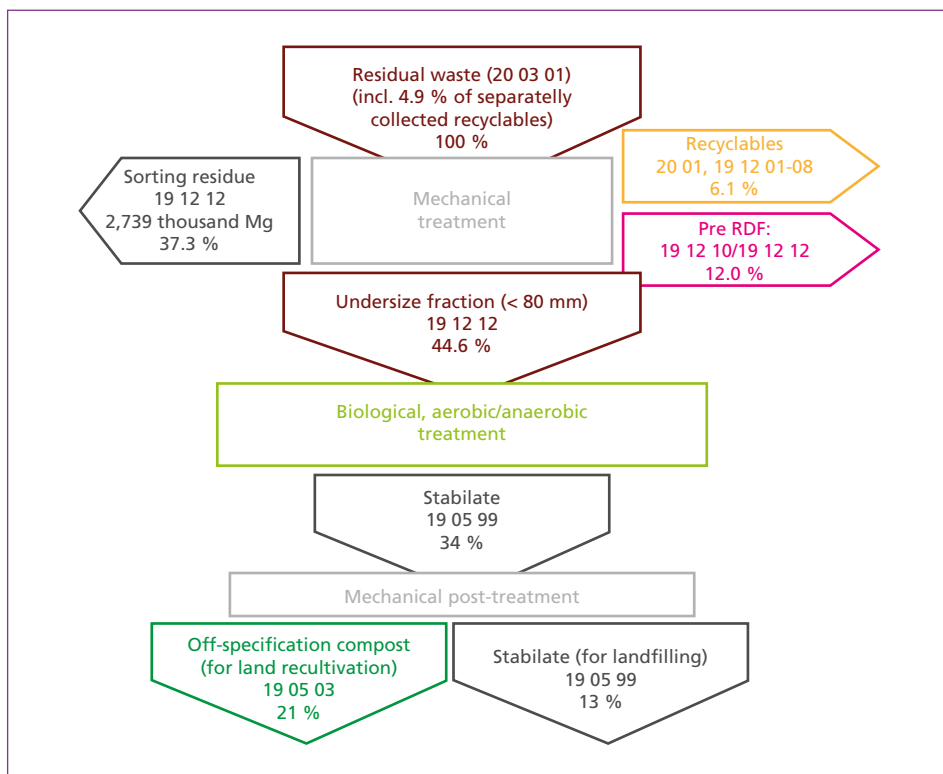 Residual waste (20 03 01)
(incl. 4.9 % of separatelly
collected recyclables)
100 %
Recyclables
20 01, 19 12 01-08
6.1 %
Sorting residue
19 12 12
2,739 thousand Mg
37.3 %
Mechanical
treatment
Pre RDF:
19 12 10/19 12 12
12.0 %
Undersize fraction (< 80 mm)
19 12 12
44.6 %
Biological, aerobic/anaerobic
treatment
Stabilate
19 05 99
34 %
Mechanical post-treatment
Off-specification compost
(for land recultivation)
19 05 03
21 %
Stabilate (for landfilling)
19 05 99
13 %